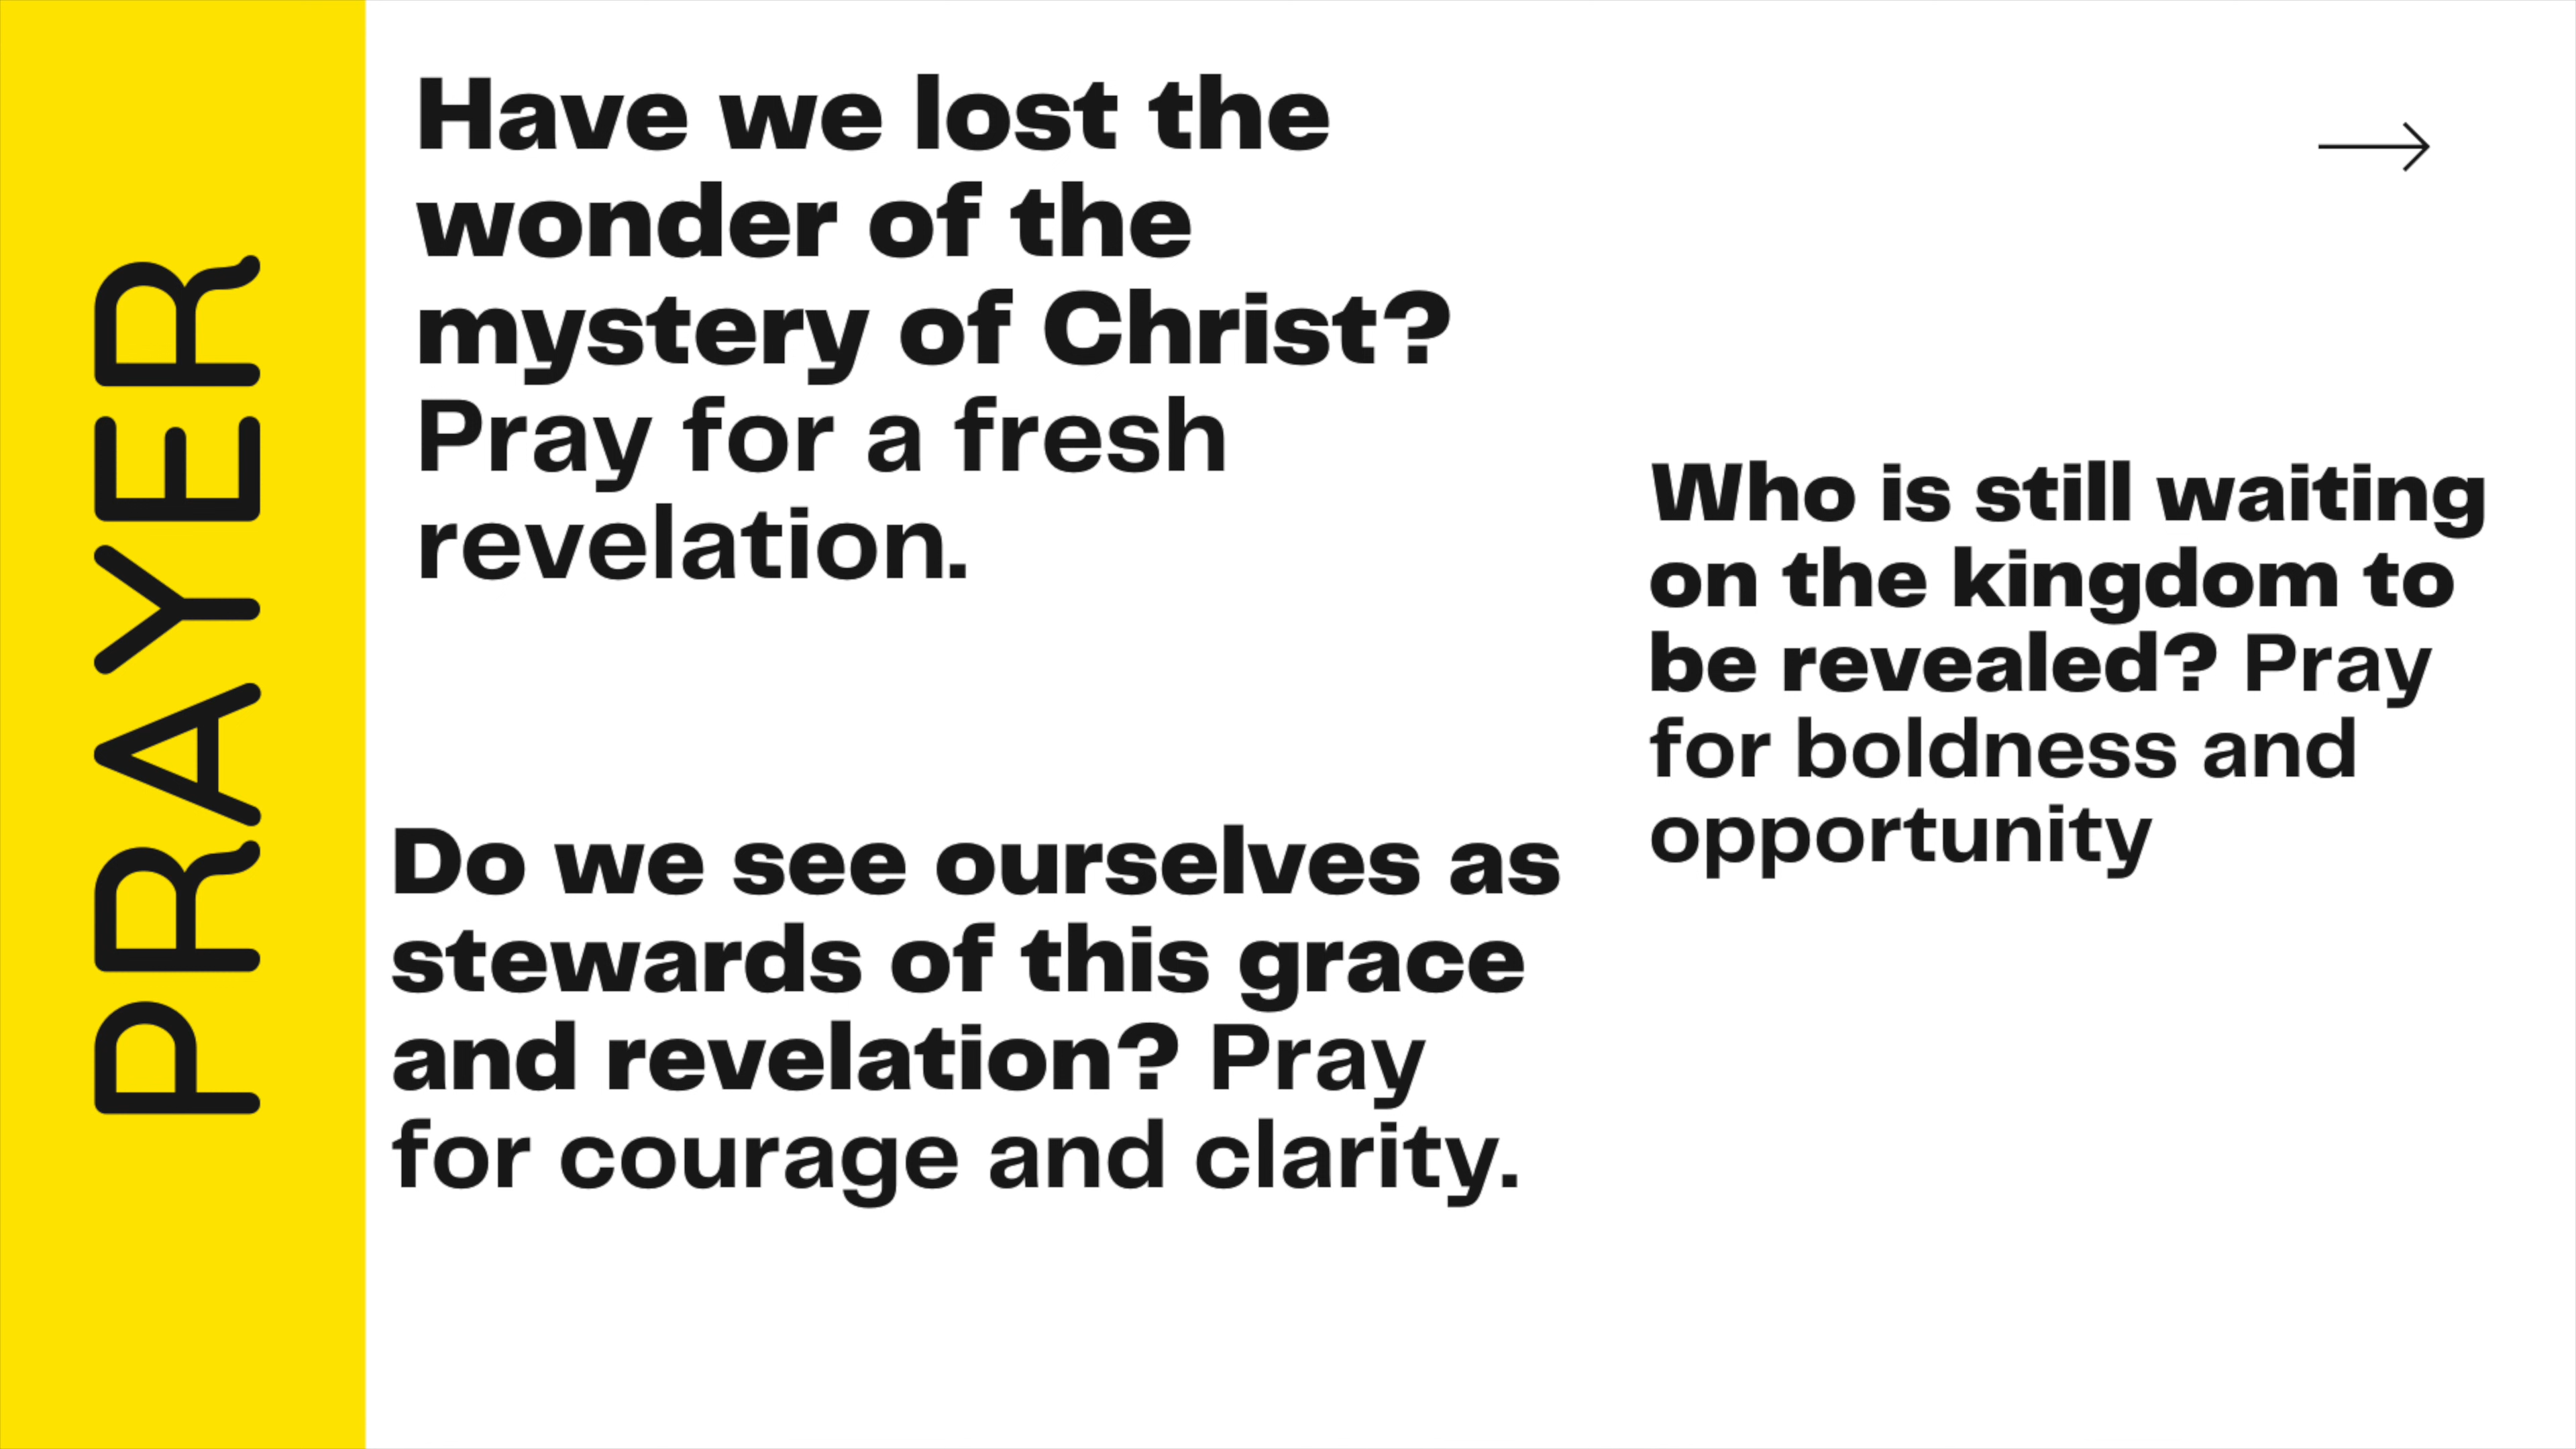 PRAYER
Have we lost the
wonder of the
mystery of Christ?
Pray for a fresh
revelation.
Do we see ourselves as
stewards of this grace
and revelation? Pray
for courage and clarity.
Who is still waiting
on the kingdom to
be revealed? Pray
for boldness and
opportunity